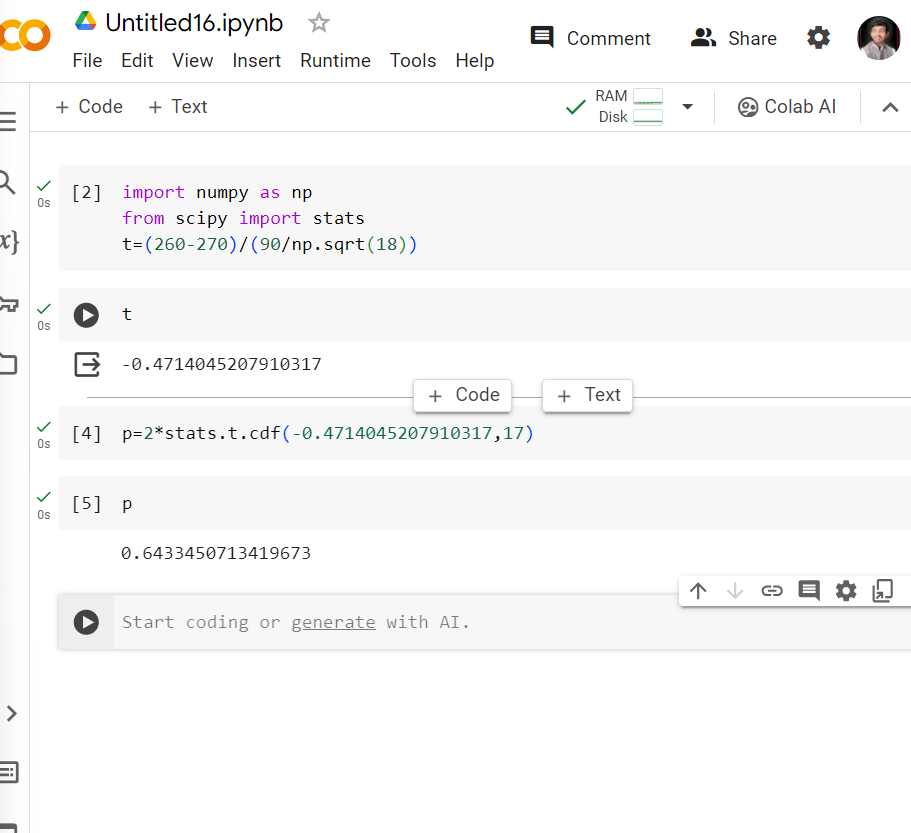 Untitled16.ipynb
Comment
Share
File Edit View Insert Runtime Tools Help
+ Code + Text
RAM
Disk
Colab AI
0s
[2] import numpy as np
from scipy import stats
t=(260-270)/(90/np.sqrt(18))
0s
t
-0.4714045207910317
+ Code + Text
0s
[4] p=2*stats.t.cdf(-0.4714045207910317,17)
0s
[5] p
0.6433450713419673
Start coding or generate with AI.